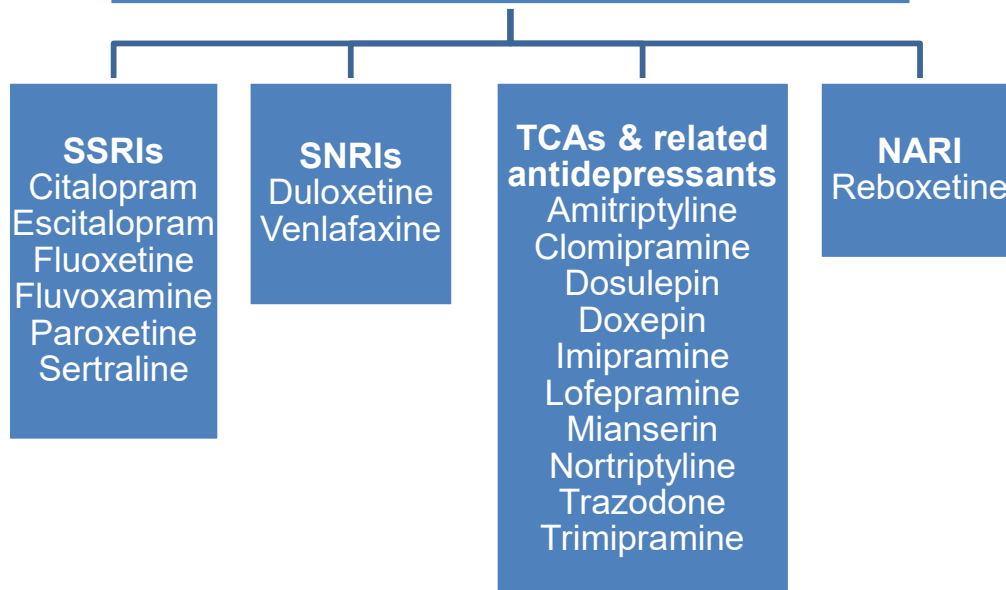 SSRIs
Citalopram
Escitalopram
Fluoxetine
Fluvoxamine
Paroxetine
Sertraline
SNRIs
Duloxetine
Venlafaxine
TCAs & related
antidepressants
Amitriptyline
Clomipramine
Dosulepin
Doxepin
Imipramine
Lofepramine
Mianserin
Nortriptyline
Trazodone
Trimipramine
NARI
Reboxetine